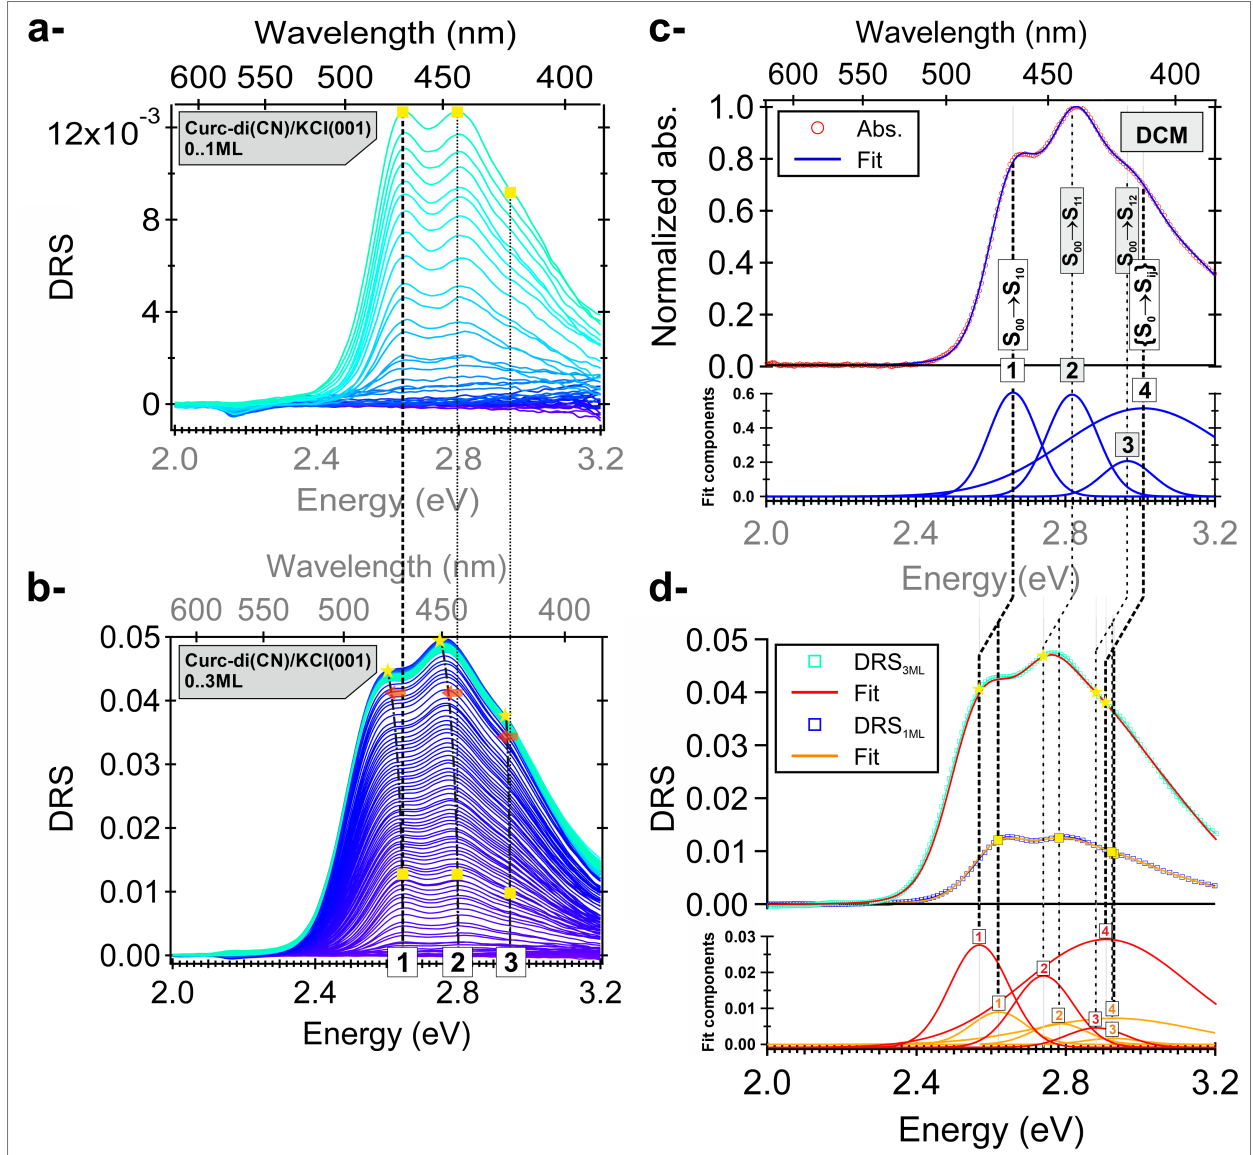 a-
Wavelength (nm)
600 550 500 450 400
12x10⁻³
8
4
0
DRS
Curc-di(CN)/KCl(001)
0..1ML
2.0 2.4 2.8 3.2
Energy (eV)
b-
Wavelength (nm)
600 550 500 450 400
0.05
0.04
0.03
0.02
0.01
0.00
DRS
Curc-di(CN)/KCl(001)
0..3ML
1 2 3
2.0 2.4 2.8 3.2
Energy (eV)
c-
Wavelength (nm)
600 550 500 450 400
1.0
0.8
0.6
0.4
0.2
0.0
Normalized abs.
Abs.
Fit
DCM
S₀₀→S₁₀
S₀₀→S₁₁
S₀₀→S₁₂
{S₀→Sᵢⱼ}
1 2 3 4
0.6
0.4
0.2
0.0
Fit components
2.0 2.4 2.8 3.2
Energy (eV)
d-
0.05
0.04
0.03
0.02
0.01
0.00
DRS
DRS₃ML
Fit
DRS₁ML
Fit
0.03
0.02
0.01
0.00
Fit components
1 2 3 4
1 2 3 4
2.0 2.4 2.8 3.2
Energy (eV)